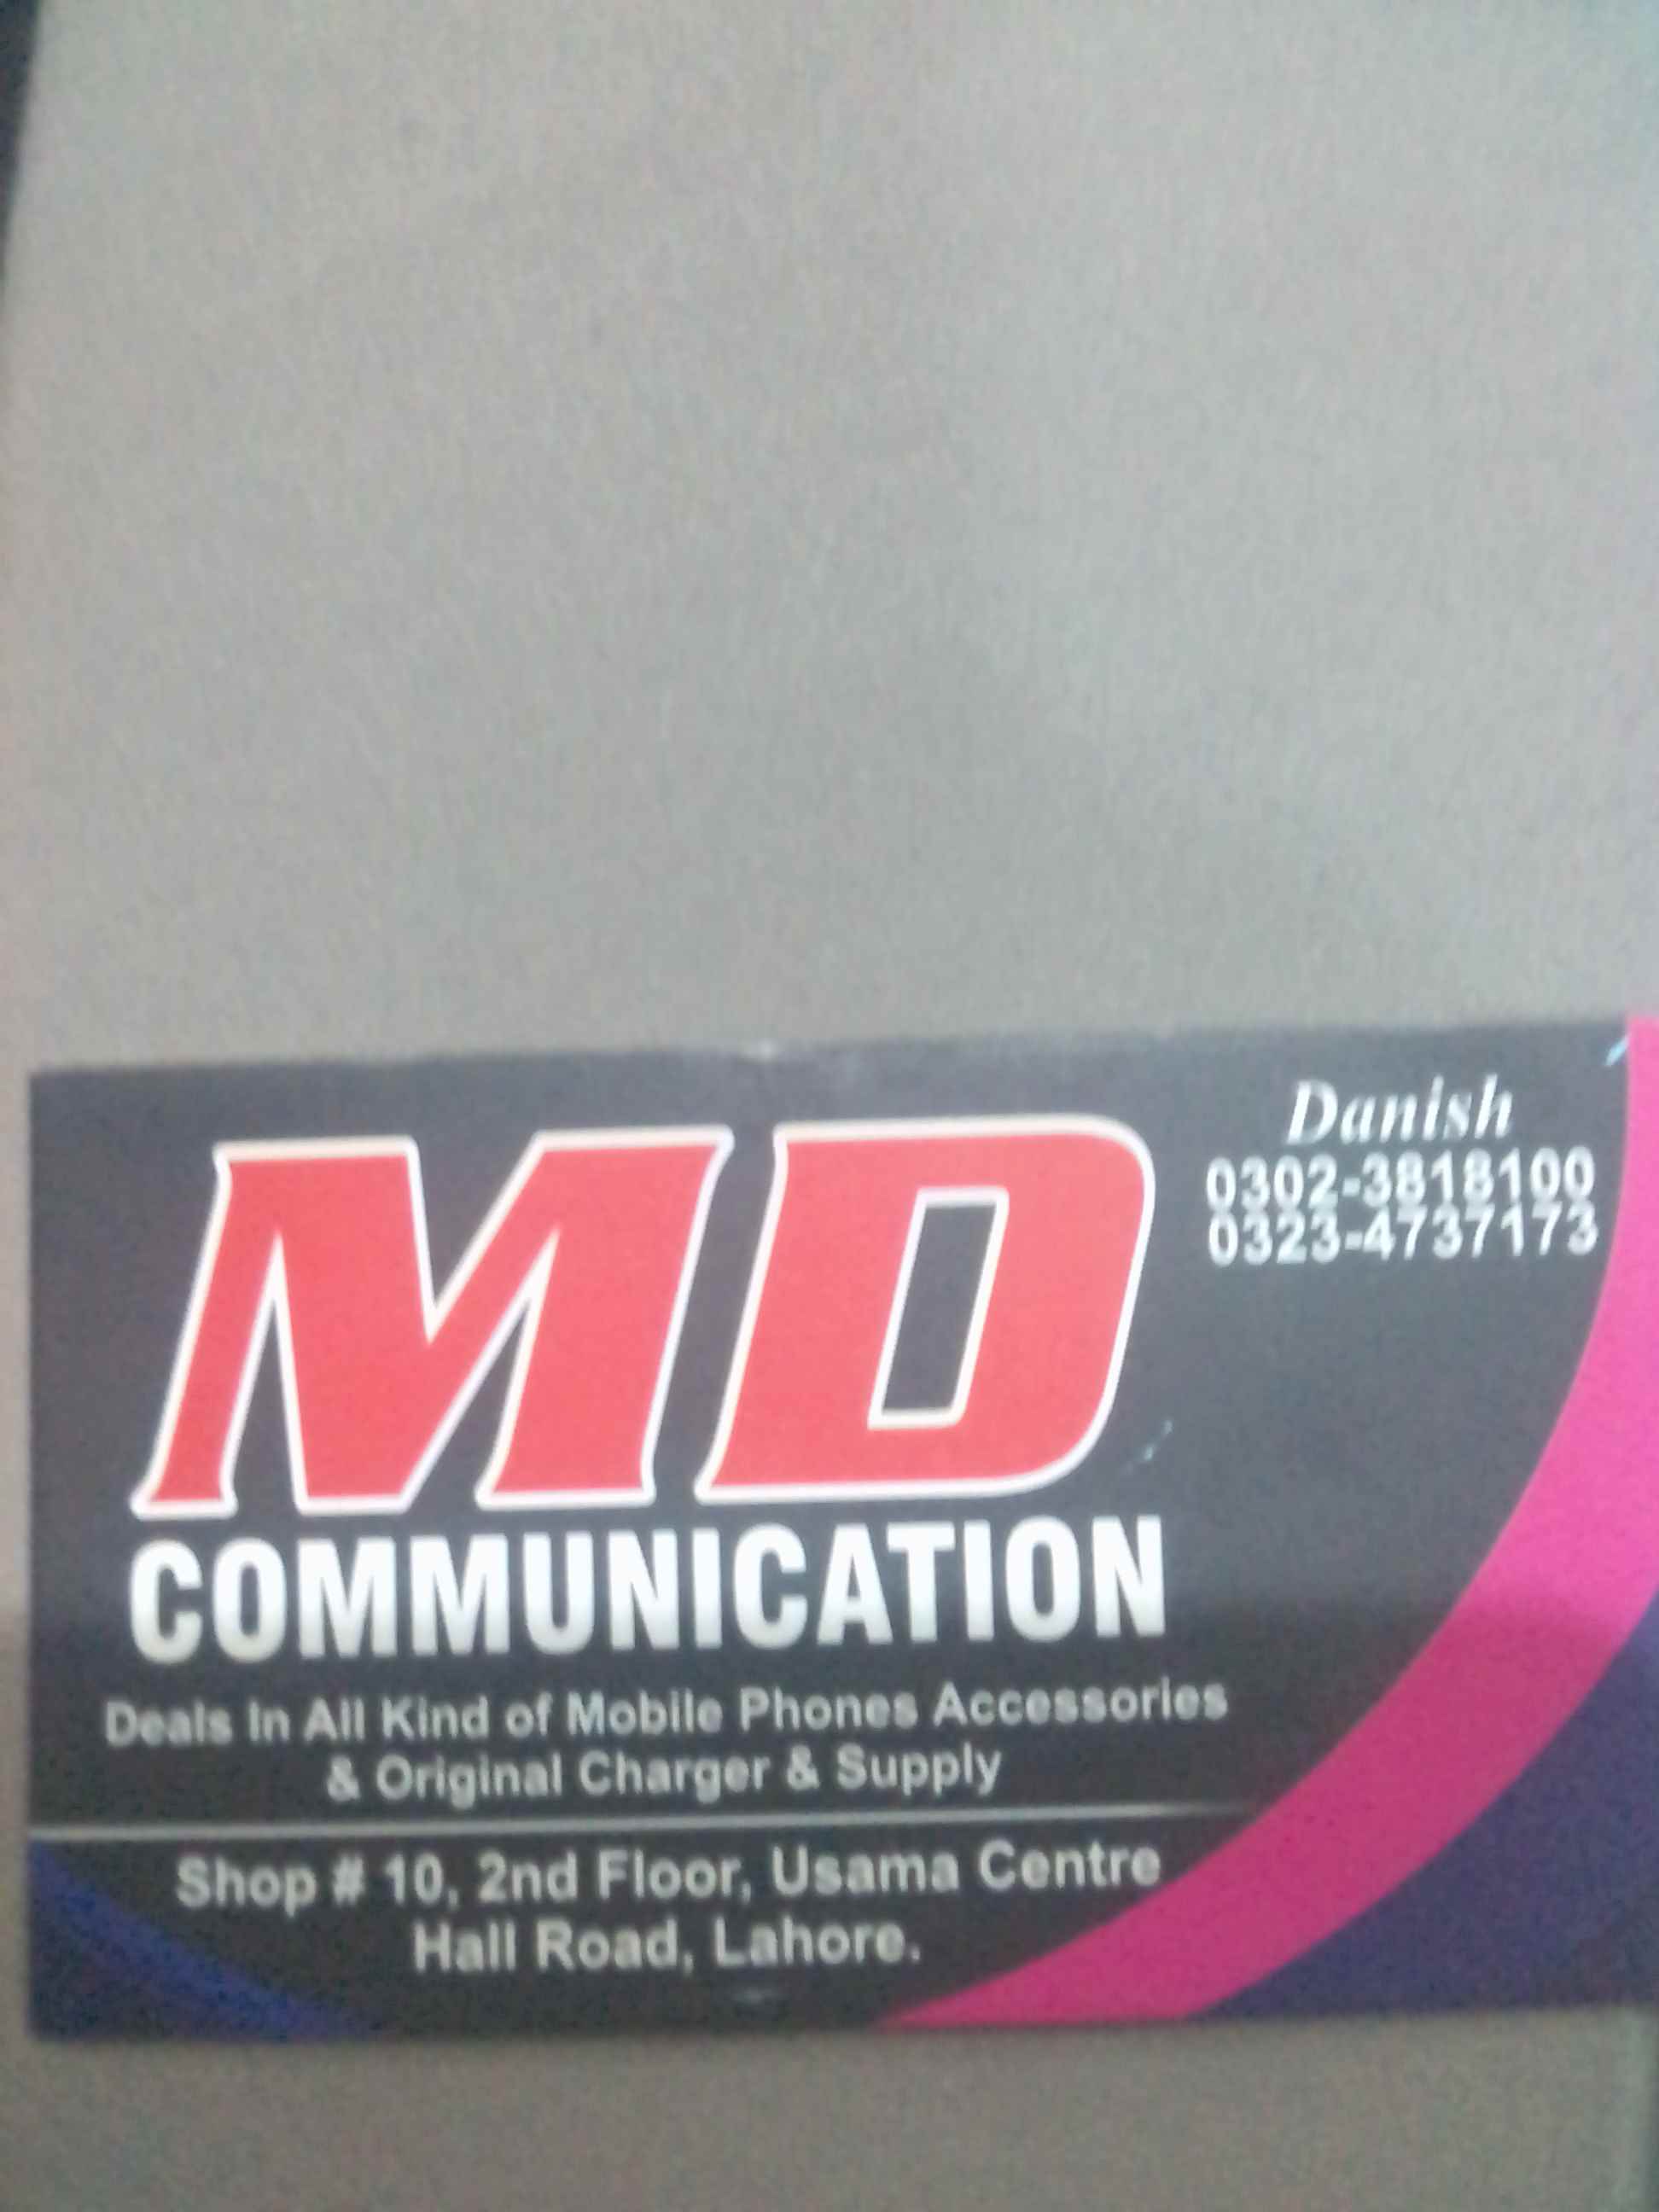 MD
COMMUNICATION
Danish
0302-3818100
0323-4737173
Deals In All Kind of Mobile Phones Accessories
& Original Charger & Supply
Shop # 10, 2nd Floor, Usama Centre
Hall Road, Lahore.